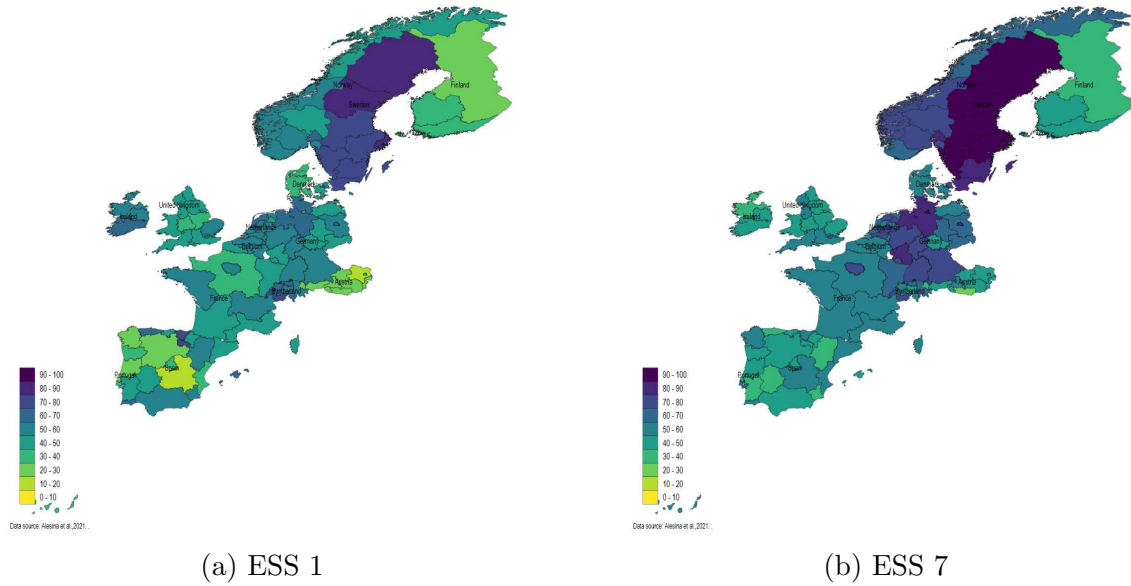 Norway
Finland
Sweden
Denmark
United Kingdom
Ireland
Netherlands
Germany
Belgium
Austria
Switzerland
France
Spain
Portugal
90 - 100
80 - 90
70 - 80
60 - 70
50 - 60
40 - 50
30 - 40
20 - 30
10 - 20
0 - 10
Data source: Alesina et al.,2021. .
(a) ESS 1
Norway
Finland
Sweden
Denmark
United Kingdom
Ireland
Netherlands
Germany
Belgium
Austria
Switzerland
France
Spain
Portugal
90 - 100
80 - 90
70 - 80
60 - 70
50 - 60
40 - 50
30 - 40
20 - 30
10 - 20
0 - 10
Data source: Alesina et al.,2021. .
(b) ESS 7